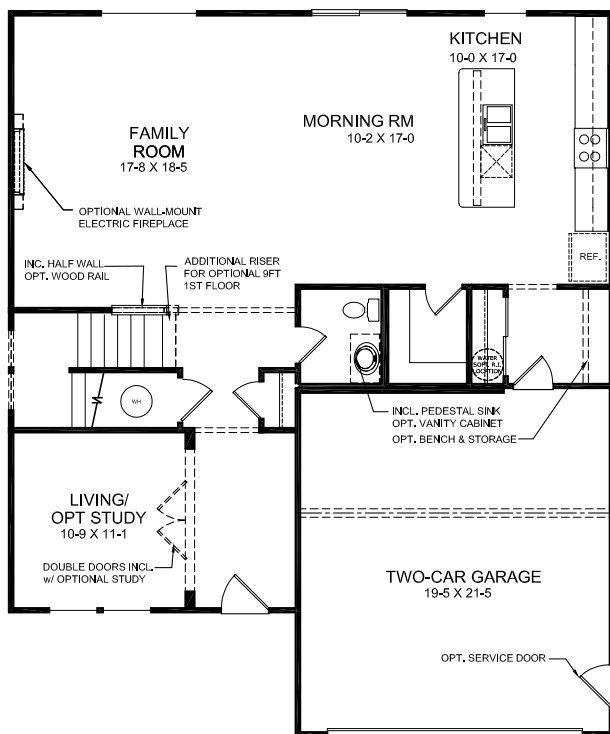 KITCHEN
10-0 X 17-0
MORNING RM
10-2 X 17-0
FAMILY
ROOM
17-8 X 18-5
OPTIONAL WALL-MOUNT
ELECTRIC FIREPLACE
REF.
INC. HALF WALL
OPT. WOOD RAIL
ADDITIONAL RISER
FOR OPTIONAL 9FT
1ST FLOOR
WATER
SOFT. R.I.
LOCATION
WH
INCL. PEDESTAL SINK
OPT. VANITY CABINET
OPT. BENCH & STORAGE
LIVING/
OPT STUDY
10-9 X 11-1
DOUBLE DOORS INCL.
w/ OPTIONAL STUDY
TWO-CAR GARAGE
19-5 X 21-5
OPT. SERVICE DOOR